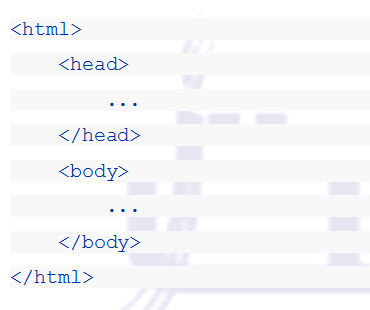 <html>
    <head>
        ...
    </head>
    <body>
        ...
    </body>
</html>